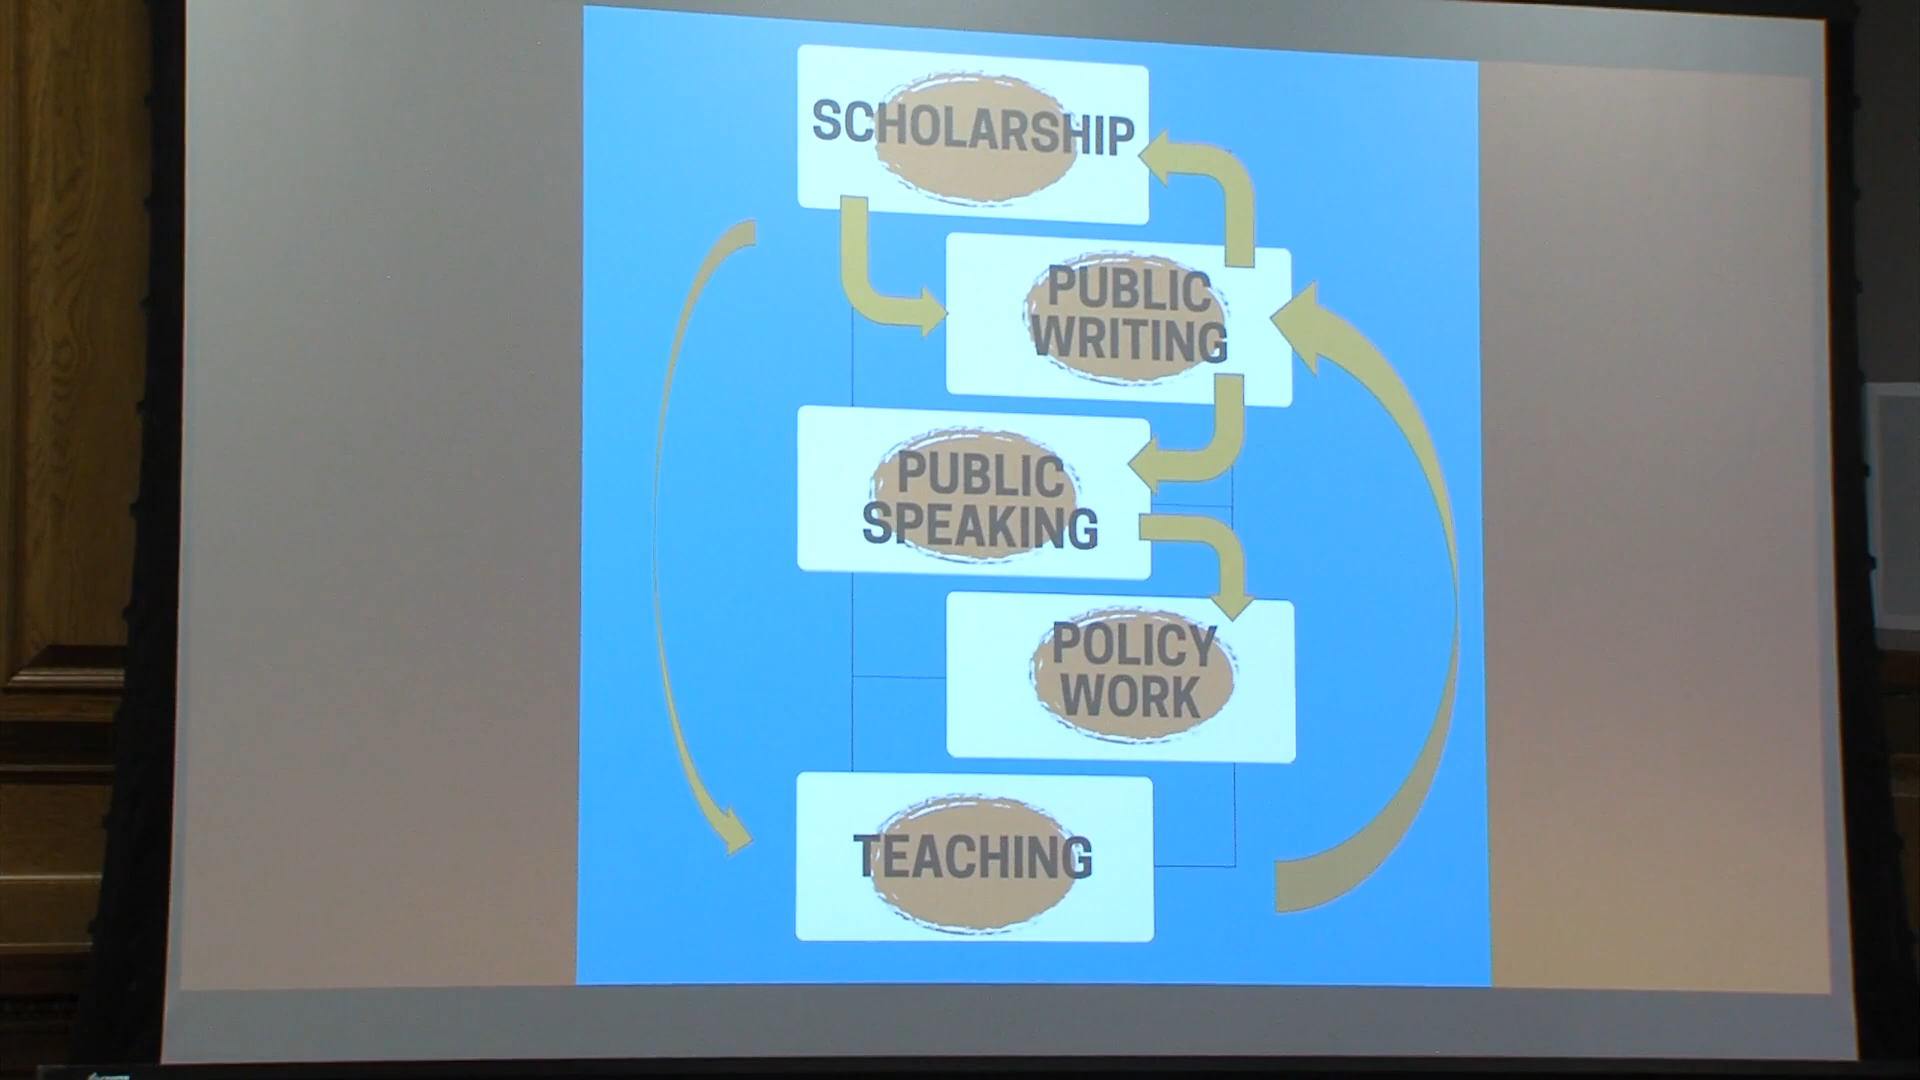 SCHOLARSHIP
PUBLIC
WRITING
PUBLIC
SPEAKING
POLICY
WORK
TEACHING